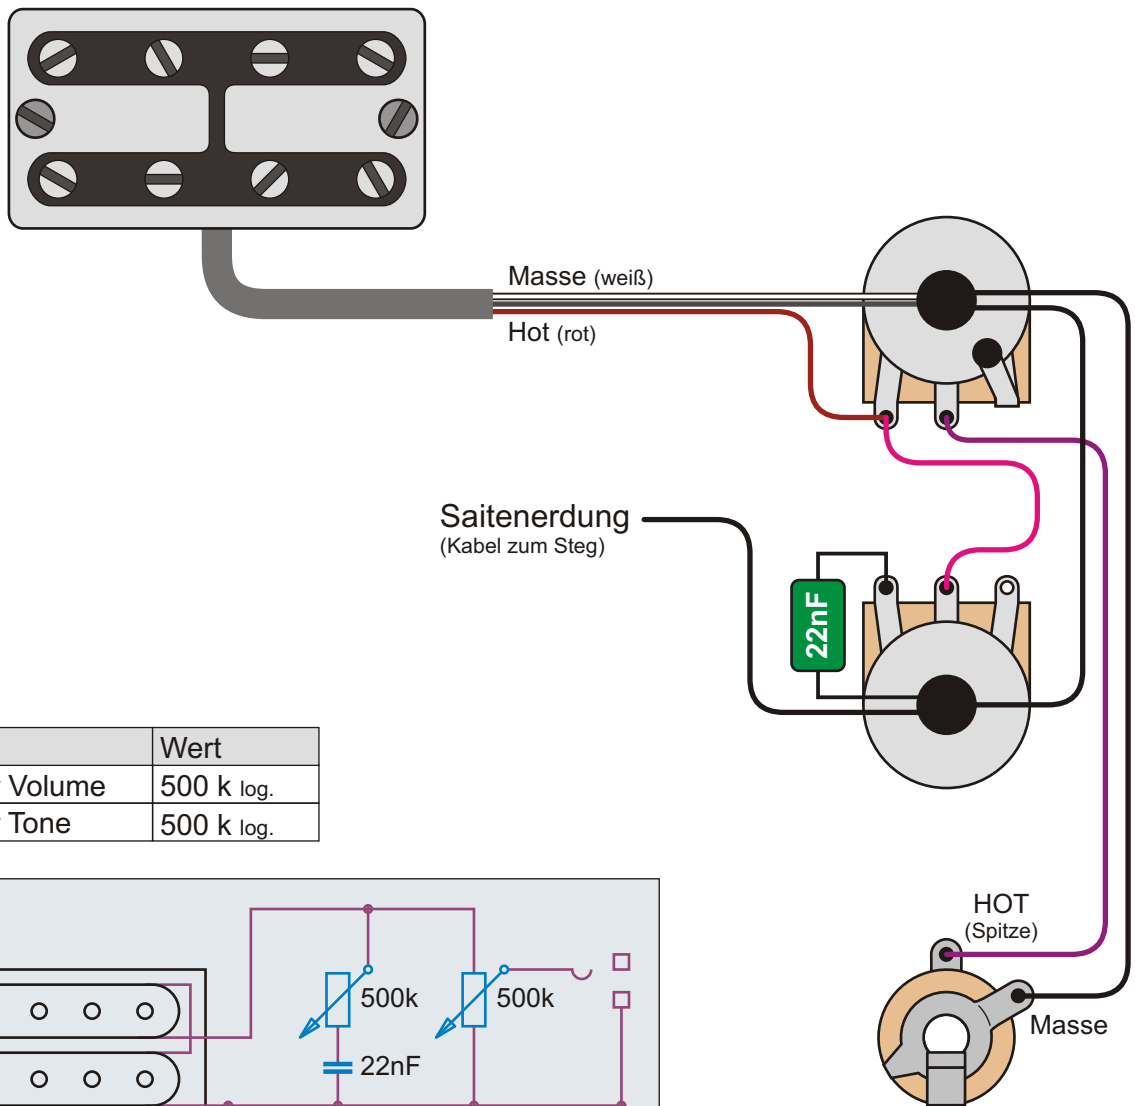 Masse (weiß)
Hot (rot)
Saitenerdung
(Kabel zum Steg)
22nF
Wert
Volume
500 k log.
Tone
500 k log.
HOT
(Spitze)
500k
500k
Masse
22nF